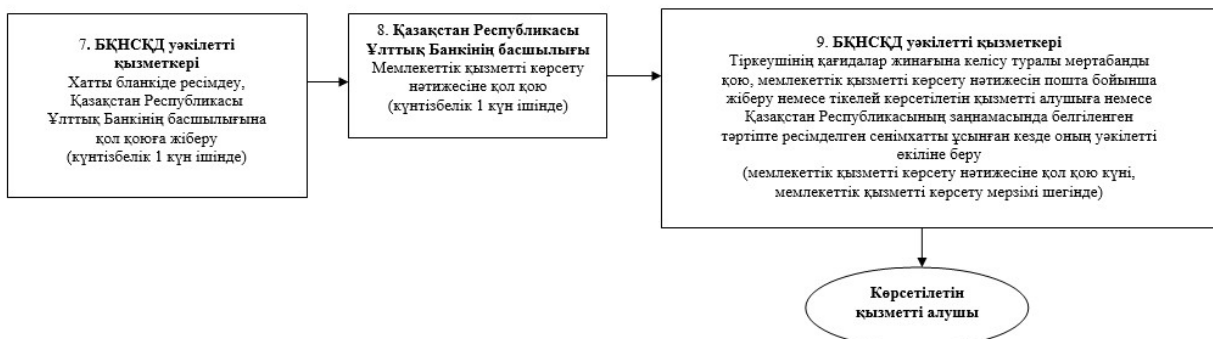 7. БҚНСҚД уәкілетті
қызметкері
Хатты бланкіде ресімдеу,
Қазақстан Республикасы
Ұлттық Банкінің басшылығына
қол қоюға жіберу
(күнтізбелік 1 күн ішінде)
8. Қазақстан Республикасы
Ұлттық Банкінің басшылығы
Мемлекеттік қызметті көрсету
нәтижесіне қол қою
(күнтізбелік 1 күн ішінде)
9. БҚНСҚД уәкілетті қызметкері
Тіркеушінің қағидалар жинағына келісу туралы мөртабанды
қою, мемлекеттік қызметті көрсету нәтижесін пошта бойынша
жіберу немесе тікелей көрсетілетін қызметті алушыға немесе
Қазақстан Республикасының заңнамасында белгіленген
тәртіпте ресімделген сенімхатты ұсынған кезде оның уәкілетті
өкіліне беру
(мемлекеттік қызметті көрсету нәтижесіне қол қою күні,
мемлекеттік қызметті көрсету мерзімі шегінде)
Көрсетілетін
қызметті алушы